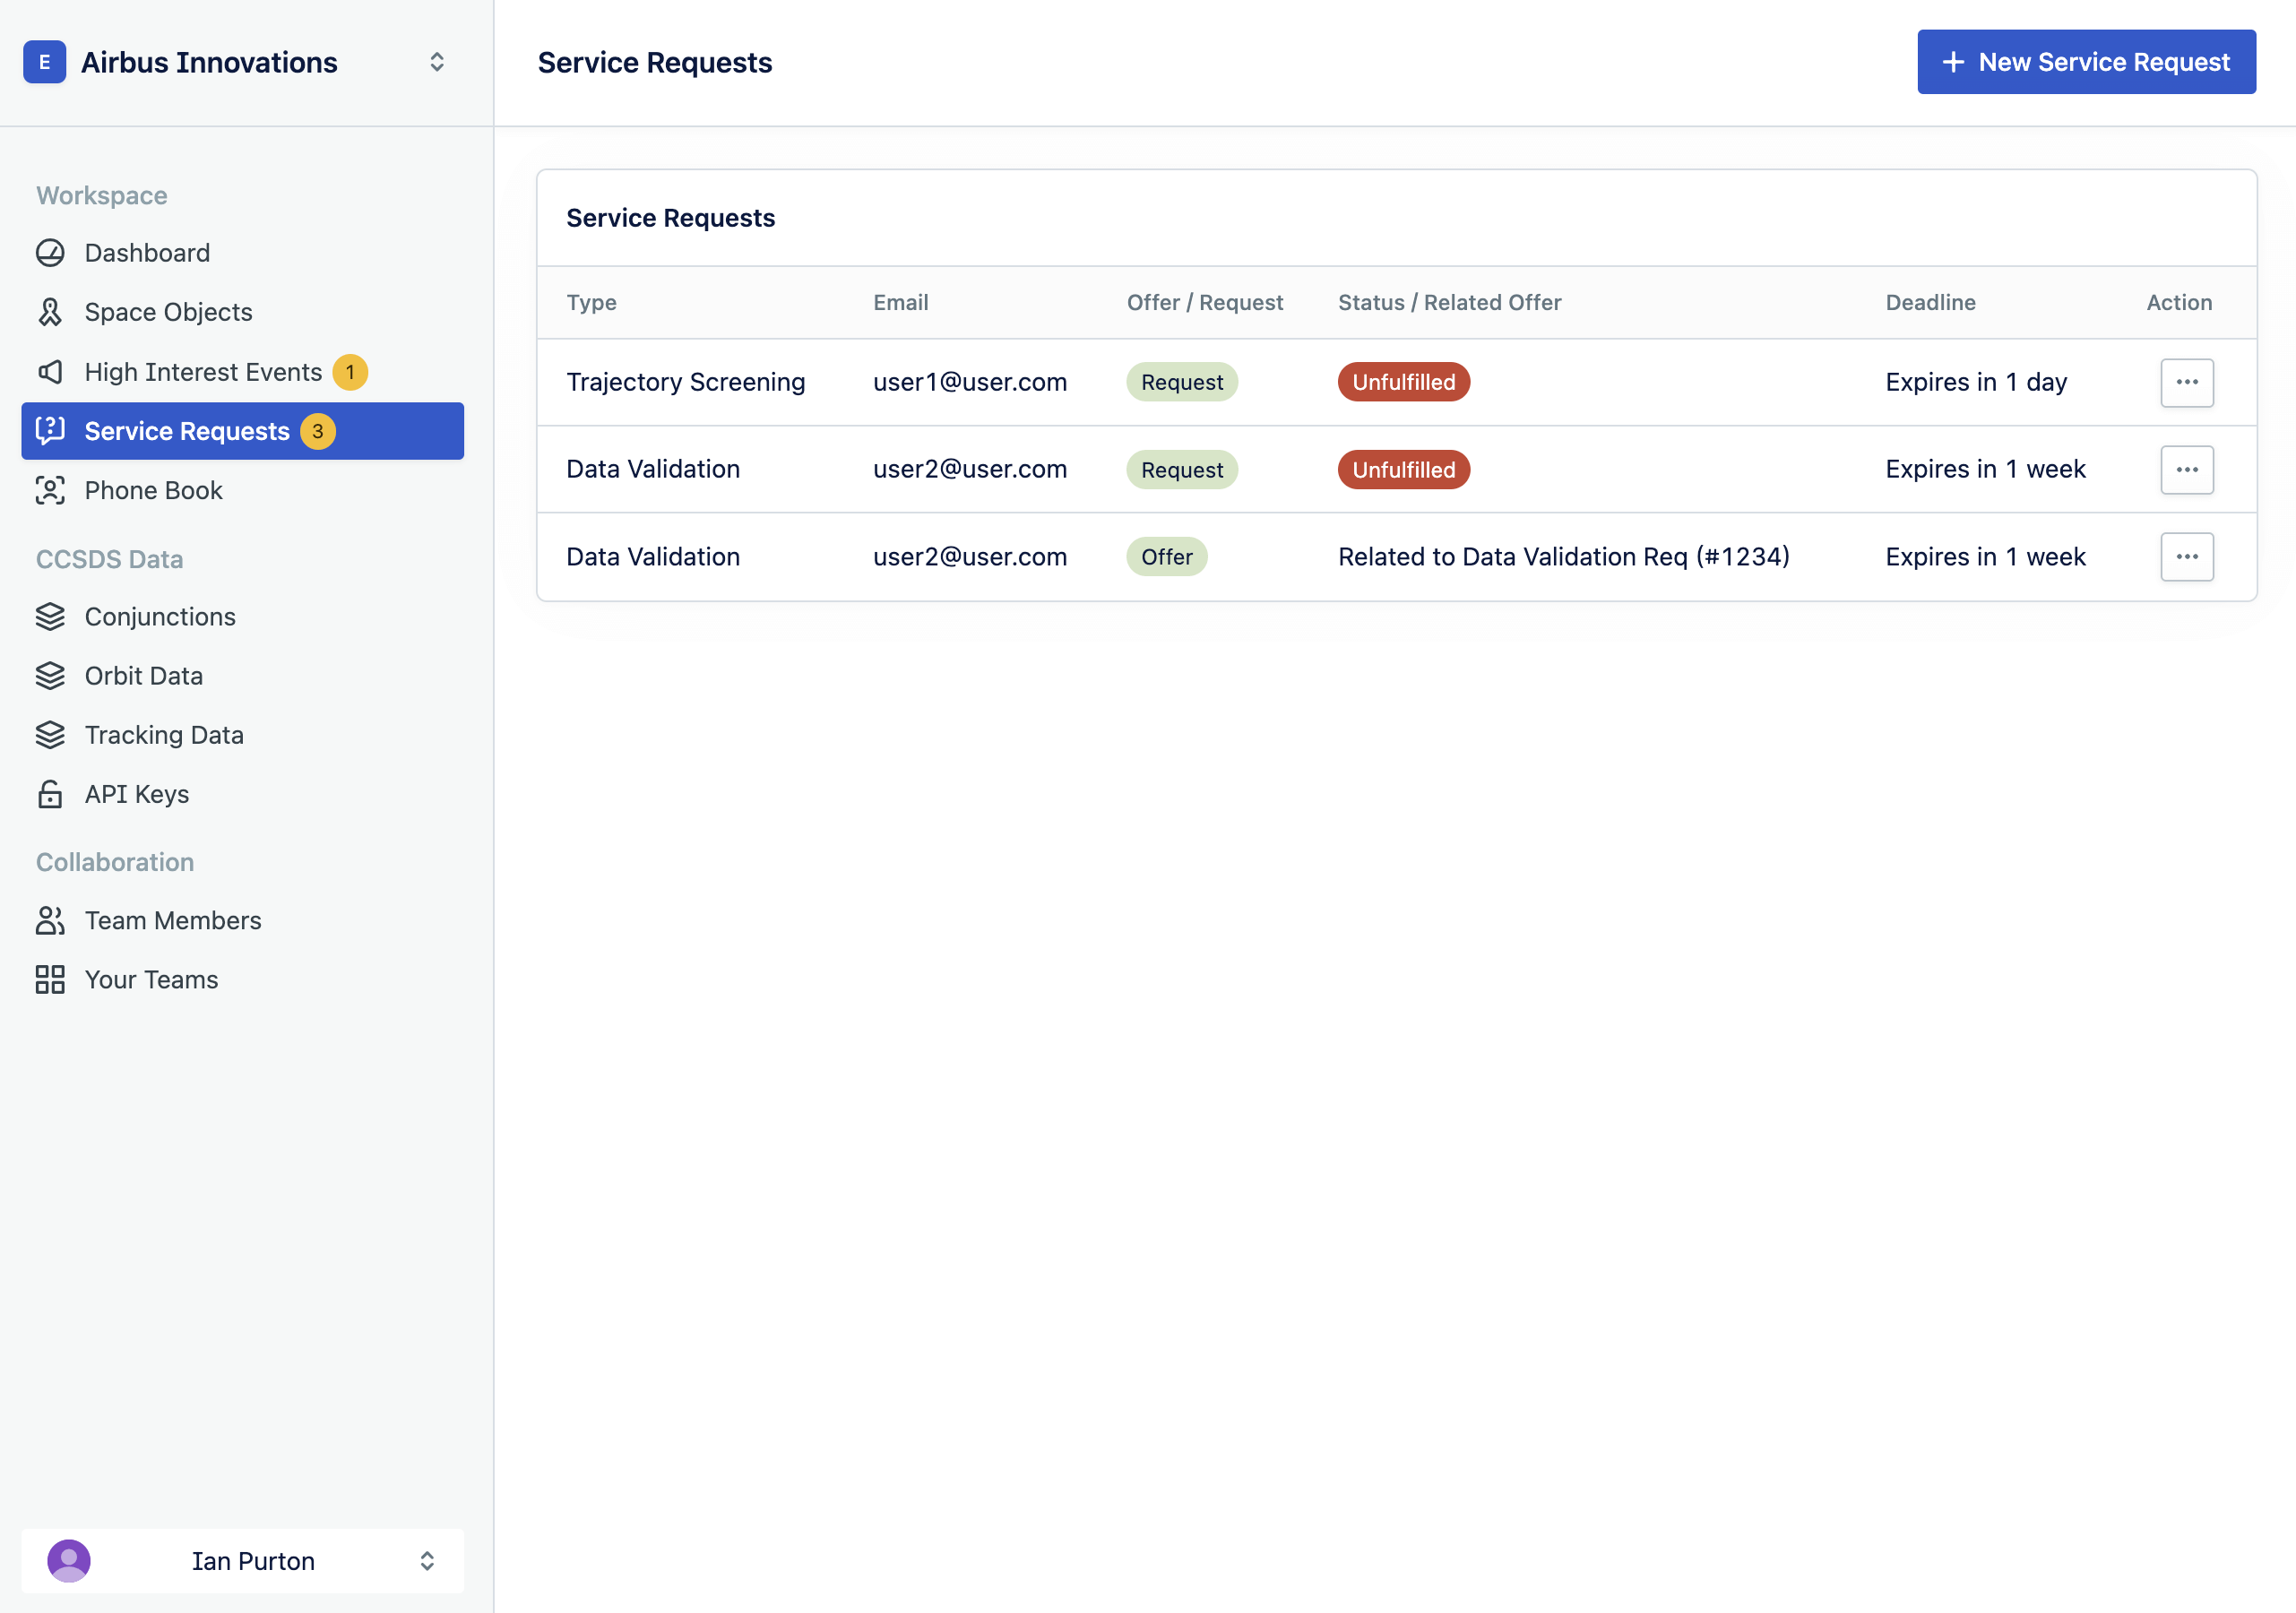 E Airbus Innovations
Service Requests
New Service Request
Workspace
Dashboard
Space Objects
High Interest Events 1
Service Requests 3
Phone Book
CCSDS Data
Conjunctions
Orbit Data
Tracking Data
API Keys
Collaboration
Team Members
Your Teams
Ian Purton
Service Requests
Type Email Offer / Request Status / Related Offer Deadline Action
Trajectory Screening user1@user.com Request Unfulfilled Expires in 1 day
Data Validation user2@user.com Request Unfulfilled Expires in 1 week
Data Validation user2@user.com Offer Related to Data Validation Req (#1234) Expires in 1 week